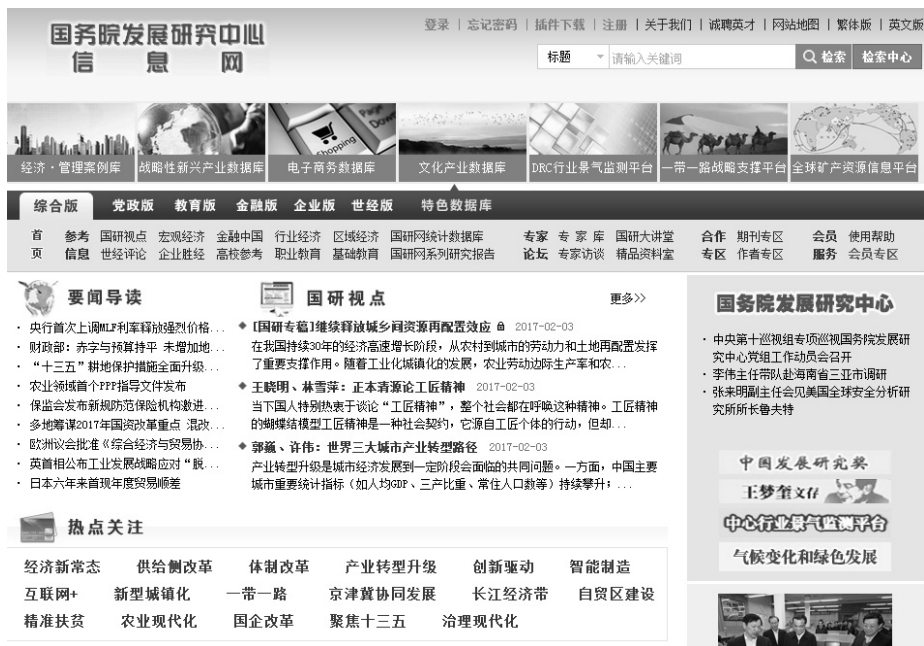 国务院发展研究中心
信息网
登录 | 忘记密码 | 插件下载 | 注册 | 关于我们 | 诚聘英才 | 网站地图 | 繁体版 | 英文版
标题 请输入关键词 检索 检索中心
Shopping Page Down
经济·管理案例库 战略性新兴产业数据库 电子商务数据库 文化产业数据库 DRC行业景气监测平台 一带一路战略支撑平台 全球矿产资源信息平台
综合版 党政版 教育版 金融版 企业版 世经版 特色数据库
首 参考 国研视点 宏观经济 金融中国 行业经济 区域经济 国研网统计数据库 专家 专家库 国研大讲堂 合作 期刊专区 会员 使用帮助
页 信息 世经评论 企业胜经 高校参考 职业教育 基础教育 国研网系列研究报告 论坛 专家访谈 精品资料室 专区 作者专区 服务 会员专区
要闻导读
· 央行首次上调MLF利率释放强烈价格...
· 财政部：赤字与预算持平 未增加地...
· “十三五”耕地保护措施全面升级...
· 农业领域首个PPP指导文件发布
· 保监会发布新规防范保险机构激进...
· 多地筹谋2017年国资改革重点 混改...
· 欧洲议会批准《综合经济与贸易协...
· 英首相公布工业发展战略应对“脱...
· 日本六年来首现年度贸易顺差
国研视点 更多>>
[国研专稿]继续释放城乡间资源再配置效应 2017-02-03
在我国持续30年的经济高速增长阶段，从农村到城市的劳动力和土地再配置发挥
了重要支撑作用。随着工业化城镇化的发展，农业劳动边际生产率和农...
王晓明、林雪萍：正本清源论工匠精神 2017-02-03
当下国人特别热衷于谈论“工匠精神”，整个社会都在呼唤这种精神。工匠精神
的蝴蝶结模型工匠精神是一种社会契约，它源自工匠个体的行动，但却...
郭巍、许伟：世界三大城市产业转型路径 2017-02-03
产业转型升级是城市经济发展到一定阶段会面临的共同问题。一方面，中国主要
城市重要统计指标（如人均GDP、三产比重、常住人口数等）持续攀升；...
国务院发展研究中心
· 中央第十巡视组专项巡视国务院发展研
究中心党组工作动员会召开
· 李伟主任带队赴海南省三亚市调研
· 张来明副主任会见美国全球安全分析研
究所所长鲁夫特
中国发展研究奖
王梦奎文存
中心行业景气监测平台
气候变化和绿色发展
热点关注
经济新常态 供给侧改革 体制改革 产业转型升级 创新驱动 智能制造
互联网+ 新型城镇化 一带一路 京津冀协同发展 长江经济带 自贸区建设
精准扶贫 农业现代化 国企改革 聚焦十三五 治理现代化